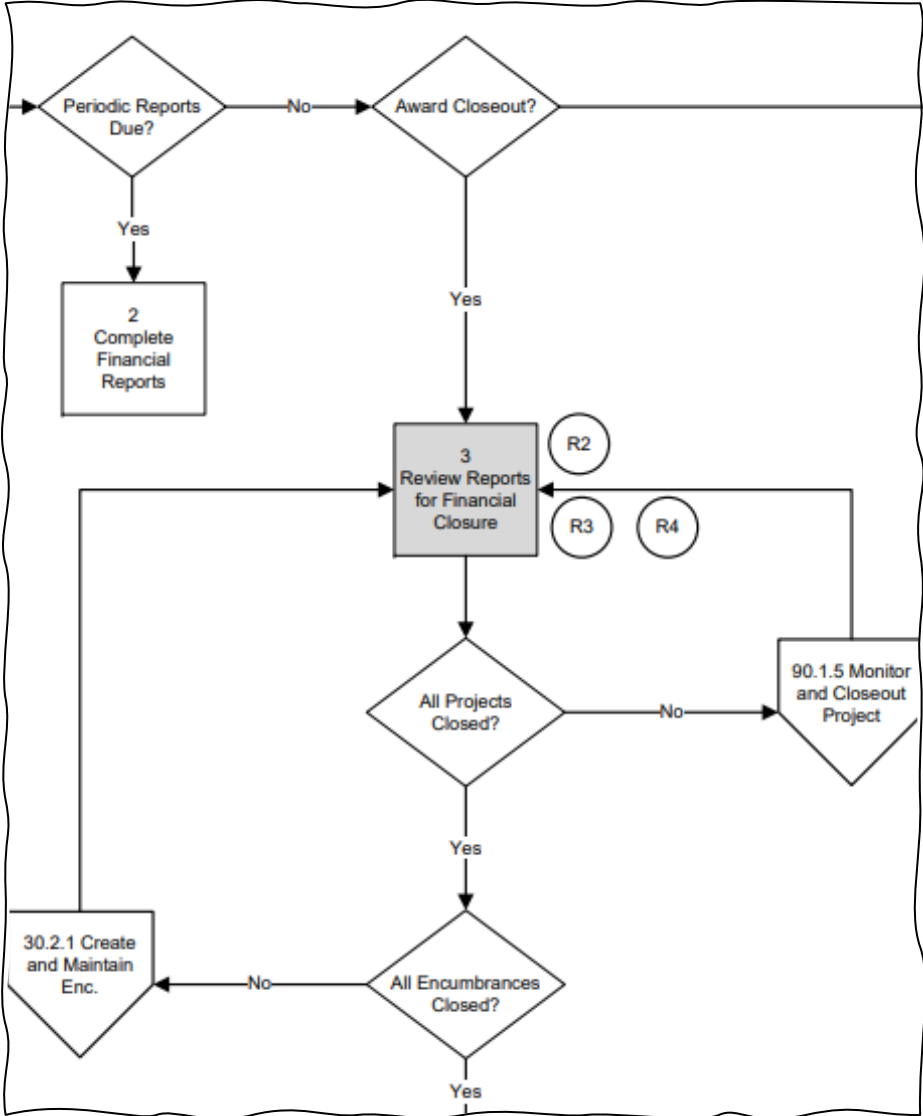 Periodic Reports
Due?
No
Award Closeout?
Yes
2
Complete
Financial
Reports
Yes
3
Review Reports
for Financial
Closure
R2
R3
R4
All Projects
Closed?
No
90.1.5 Monitor
and Closeout
Project
Yes
30.2.1 Create
and Maintain
Enc.
No
All Encumbrances
Closed?
Yes